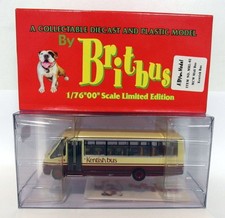 A COLLECTABLE DIECAST AND PLASTIC MODEL
By
Britbus
1/76"00" Scale Limited Edition
Kentish bus